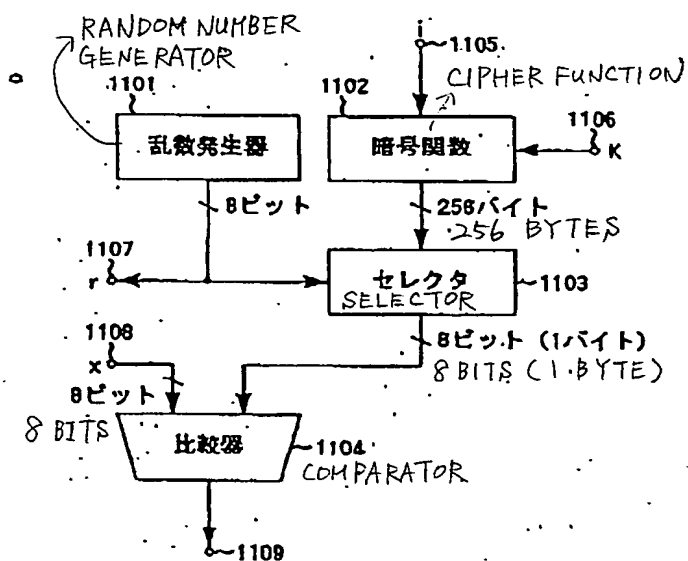 RANDOM NUMBER
GENERATOR
1101
乱数発生器
8ビット
i
1105
CIPHER FUNCTION
1102
暗号関数
1106
K
256バイト
256 BYTES
1107
r
セレクタ
SELECTOR
1103
1108
x
8ビット
8 BITS
8ビット (1バイト)
8 BITS (1 BYTE)
比較器
1104
COMPARATOR
1109